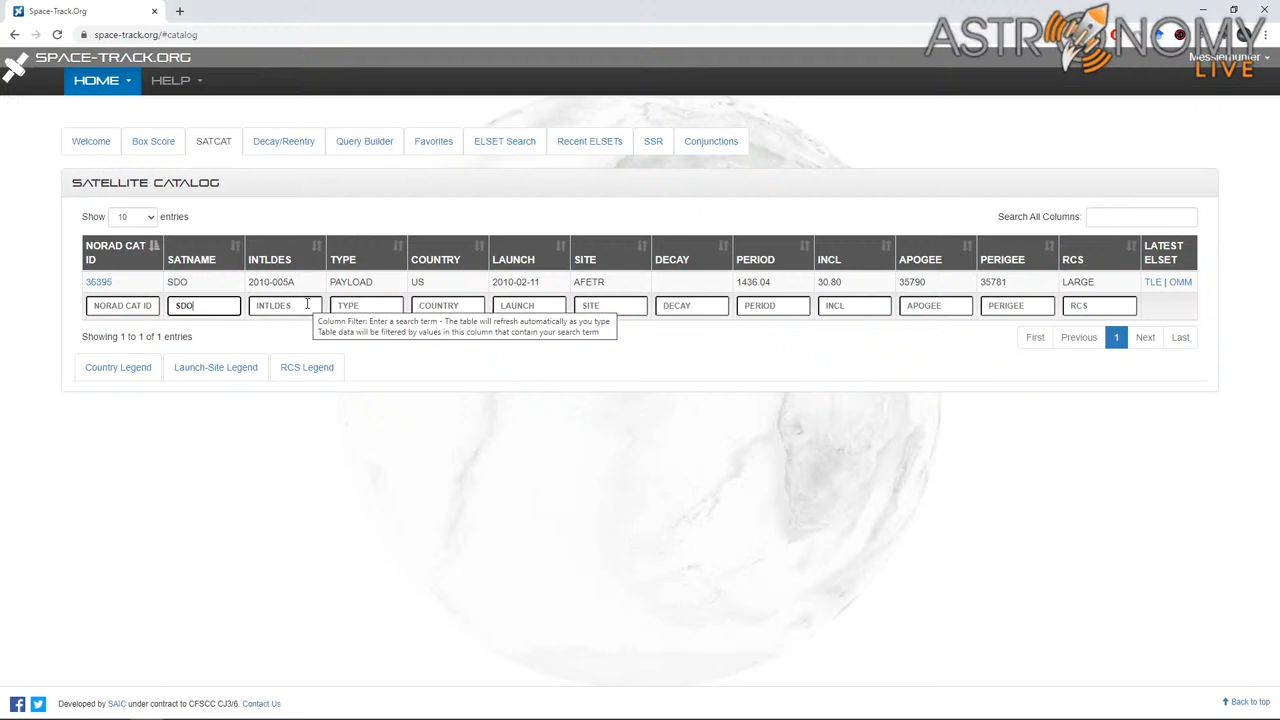 Space-Track.Org
space-track.org/#catalog
ASTRONOMY
LIVE
SPACE-TRACK.ORG
HOME HELP
Welcome Box Score SATCAT Decay/Reentry Query Builder Favorites ELSET Search Recent ELSETs SSR Conjunctions
SATELLITE CATALOG
Show 10 entries Search All Columns:
NORAD CAT ID SATNAME INTLDES TYPE COUNTRY LAUNCH SITE DECAY PERIOD INCL APOGEE PERIGEE RCS LATEST ELSET
36395 SDO 2010-005A PAYLOAD US 2010-02-11 AFETR 1436.04 30.80 35790 35781 LARGE TLE | OMM
NORAD CAT ID SDO INTLDES TYPE COUNTRY LAUNCH SITE DECAY PERIOD INCL APOGEE PERIGEE RCS
Column Filter: Enter a search term - The table will refresh automatically as you type
Table data will be filtered by values in this column that contain your search term
Showing 1 to 1 of 1 entries First Previous 1 Next Last
Country Legend Launch-Site Legend RCS Legend
Developed by SAIC under contract to CFSCC CJ3/6. Contact Us Back to top